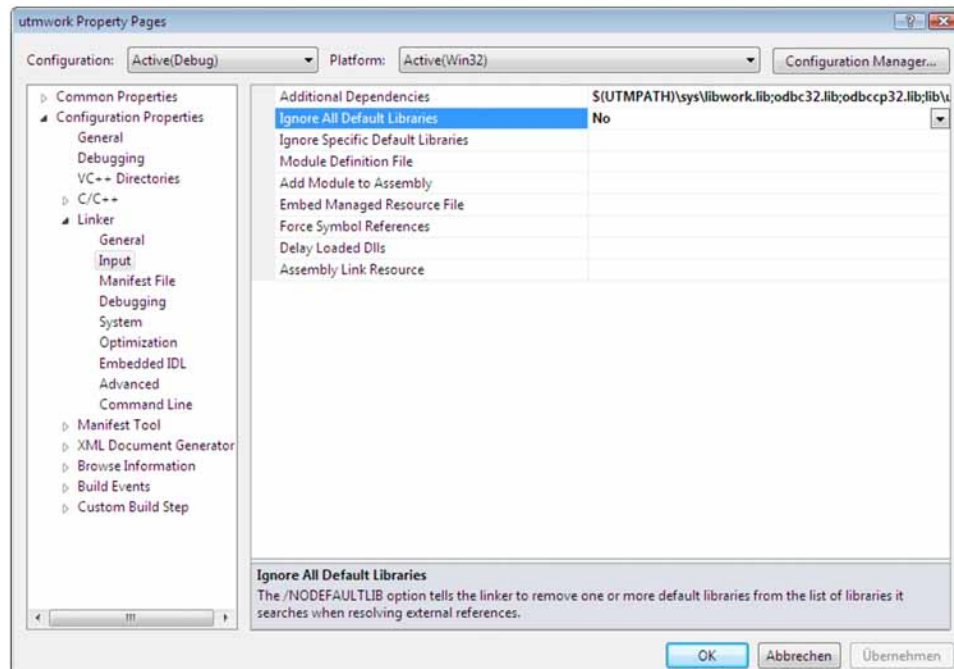 utmwork Property Pages
Configuration: Active(Debug) Platform: Active(Win32) Configuration Manager...
Common Properties
Configuration Properties
General
Debugging
VC++ Directories
C/C++
Linker
General
Input
Manifest File
Debugging
System
Optimization
Embedded IDL
Advanced
Command Line
Manifest Tool
XML Document Generator
Browse Information
Build Events
Custom Build Step
Additional Dependencies $(UTMPATH)\sys\libwork.lib;odbc32.lib;odbccp32.lib;lib\u
Ignore All Default Libraries No
Ignore Specific Default Libraries
Module Definition File
Add Module to Assembly
Embed Managed Resource File
Force Symbol References
Delay Loaded Dlls
Assembly Link Resource
Ignore All Default Libraries
The /NODEFAULTLIB option tells the linker to remove one or more default libraries from the list of libraries it
searches when resolving external references.
OK Abbrechen Übernehmen